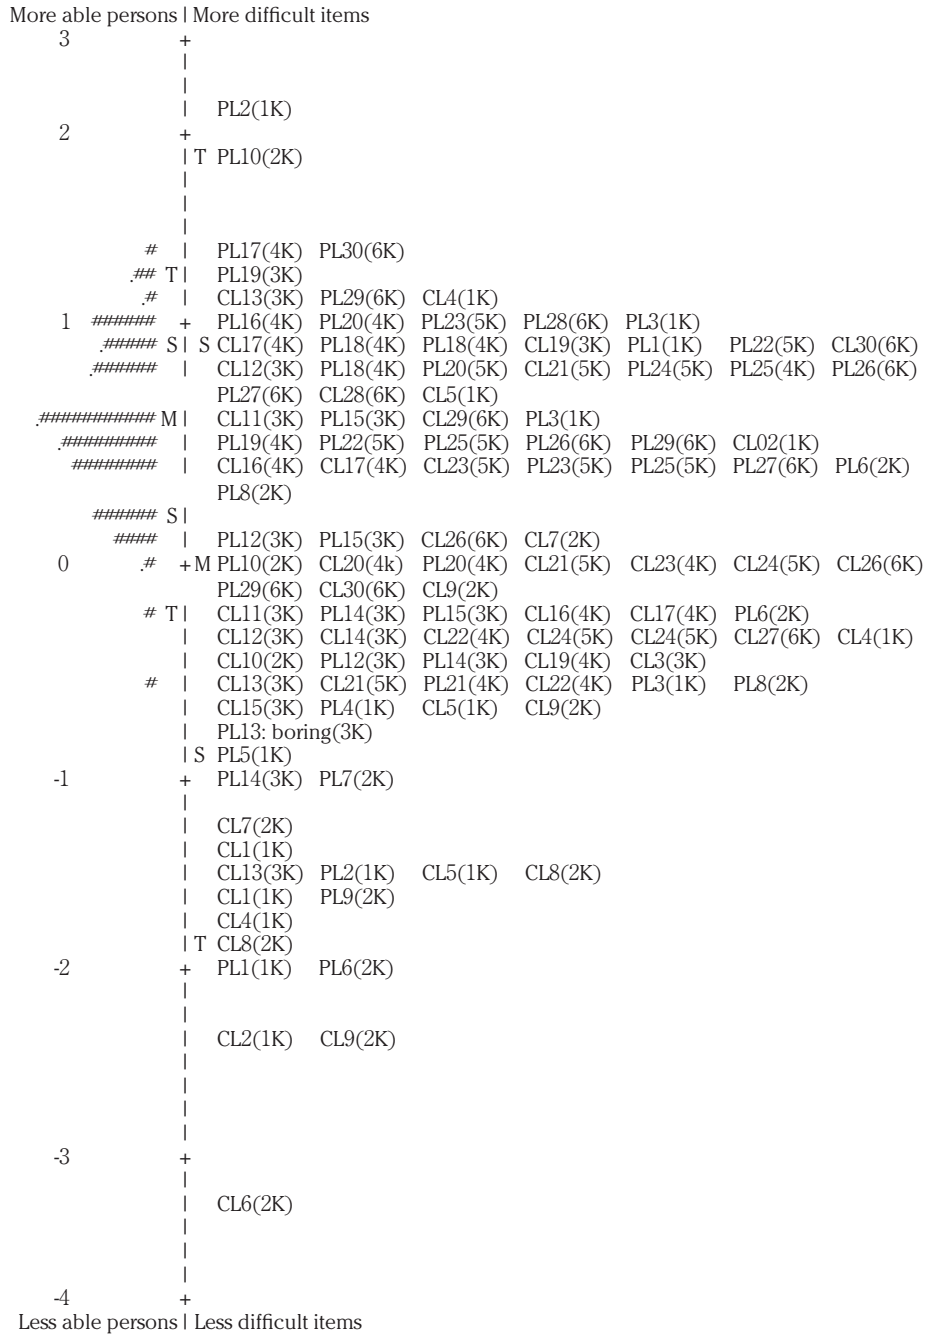 More able persons | More difficult items
3 +
|
|
| PL2(1K)
2 +
| T PL10(2K)
|
|
|
# | PL17(4K) PL30(6K)
.## T| PL19(3K)
.# | CL13(3K) PL29(6K) CL4(1K)
1 ###### + PL16(4K) PL20(4K) PL23(5K) PL28(6K) PL3(1K)
.##### S| S CL17(4K) PL18(4K) PL18(4K) CL19(3K) PL1(1K) PL22(5K) CL30(6K)
.###### | CL12(3K) PL18(4K) PL20(5K) CL21(5K) PL24(5K) PL25(4K) PL26(6K)
PL27(6K) CL28(6K) CL5(1K)
.########### M| CL11(3K) PL15(3K) CL29(6K) PL3(1K)
.######### | PL19(4K) PL22(5K) PL25(5K) PL26(6K) PL29(6K) CL02(1K)
######## | CL16(4K) CL17(4K) CL23(5K) PL23(5K) PL25(5K) PL27(6K) PL6(2K)
PL8(2K)
###### S|
#### | PL12(3K) PL15(3K) CL26(6K) CL7(2K)
0 .# +M PL10(2K) CL20(4k) PL20(4K) CL21(5K) CL23(4K) CL24(5K) CL26(6K)
PL29(6K) CL30(6K) CL9(2K)
# T| CL11(3K) PL14(3K) PL15(3K) CL16(4K) CL17(4K) PL6(2K)
| CL12(3K) CL14(3K) CL22(4K) CL24(5K) CL24(5K) CL27(6K) CL4(1K)
| CL10(2K) PL12(3K) PL14(3K) CL19(4K) CL3(3K)
# | CL13(3K) CL21(5K) PL21(4K) CL22(4K) PL3(1K) PL8(2K)
| CL15(3K) PL4(1K) CL5(1K) CL9(2K)
| PL13: boring(3K)
| S PL5(1K)
-1 + PL14(3K) PL7(2K)
|
| CL7(2K)
| CL1(1K)
| CL13(3K) PL2(1K) CL5(1K) CL8(2K)
| CL1(1K) PL9(2K)
| CL4(1K)
| T CL8(2K)
-2 + PL1(1K) PL6(2K)
|
|
| CL2(1K) CL9(2K)
|
|
|
|
-3 +
|
| CL6(2K)
|
|
|
-4 +
Less able persons | Less difficult items